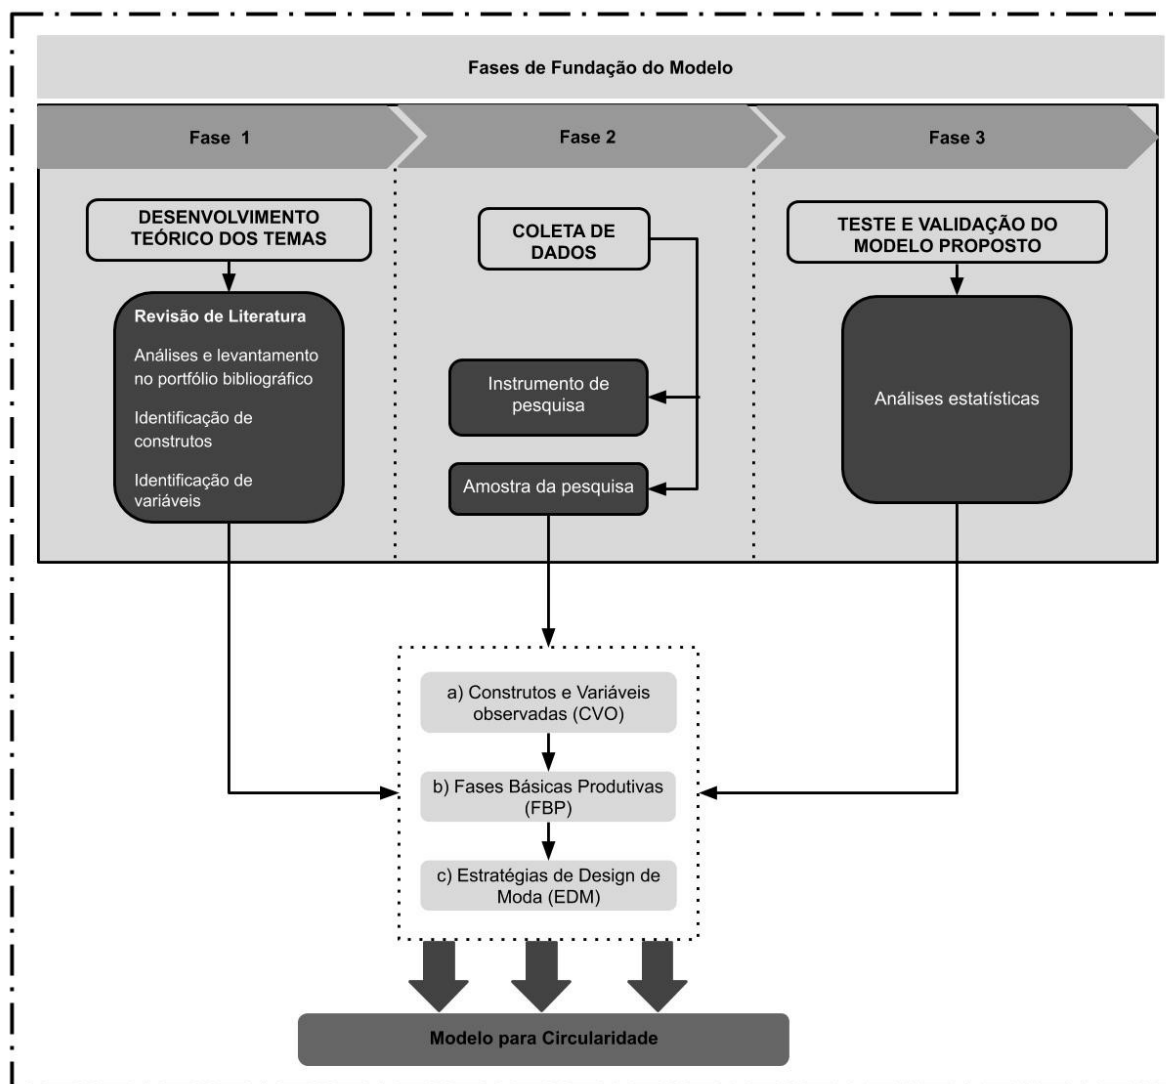 Fases de Fundação do Modelo
Fase 1
Fase 2
Fase 3
DESENVOLVIMENTO
TEÓRICO DOS TEMAS
Revisão de Literatura
Análises e levantamento
no portfólio bibliográfico
Identificação de
construtos
Identificação de
variáveis
COLETA DE
DADOS
Instrumento de
pesquisa
Amostra da pesquisa
TESTE E VALIDAÇÃO DO
MODELO PROPOSTO
Análises estatísticas
a) Construtos e Variáveis
observadas (CVO)
b) Fases Básicas Produtivas
(FBP)
c) Estratégias de Design de
Moda (EDM)
Modelo para Circularidade